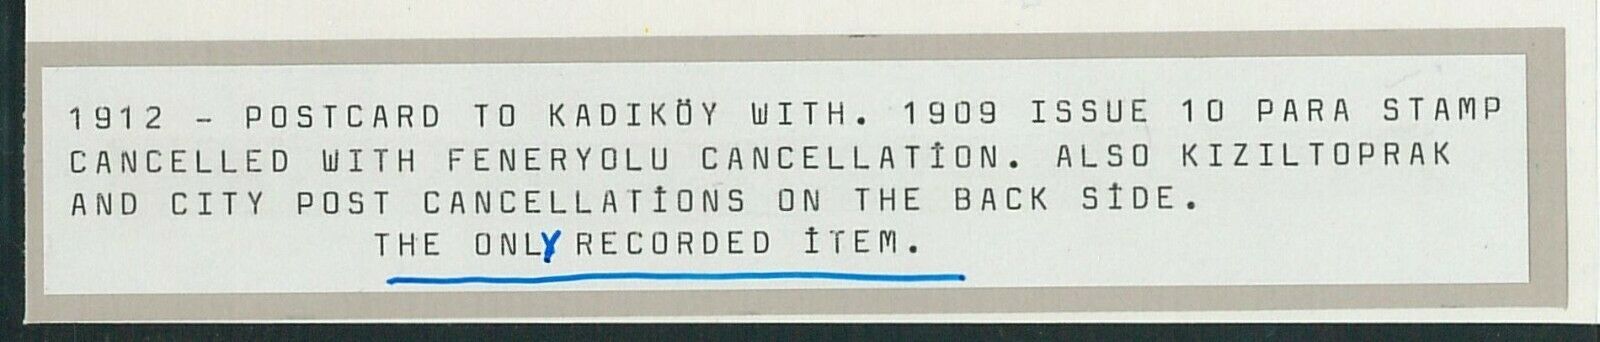 1912 - POSTCARD TO KADIKÖY WITH. 1909 ISSUE 10 PARA STAMP
CANCELLED WITH FENERYOLU CANCELLATİON. ALSO KIZILTOPRAK
AND CITY POST CANCELLATİONS ON THE BACK SİDE.
THE ONLY RECORDED İTEM.